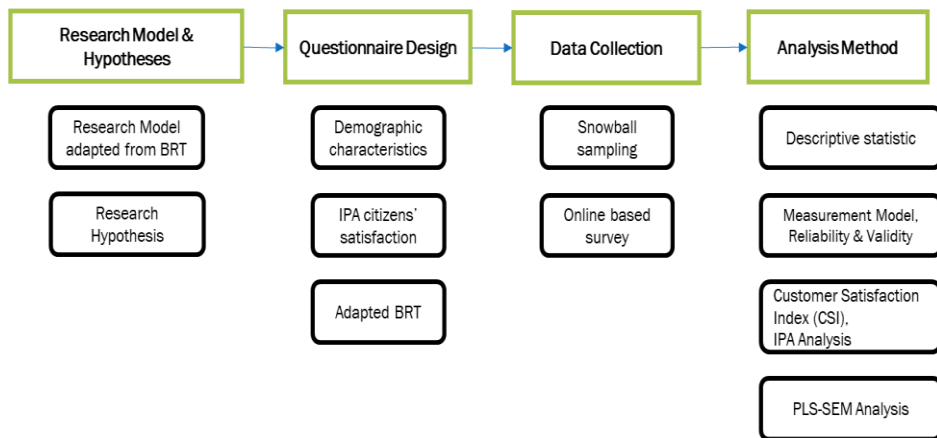 Research Model &
Hypotheses
Questionnaire Design
Data Collection
Analysis Method
Research Model
adapted from BRT
Research
Hypothesis
Demographic
characteristics
IPA citizens'
satisfaction
Adapted BRT
Snowball
sampling
Online based
survey
Descriptive statistic
Measurement Model,
Reliability & Validity
Customer Satisfaction
Index (CSI),
IPA Analysis
PLS-SEM Analysis